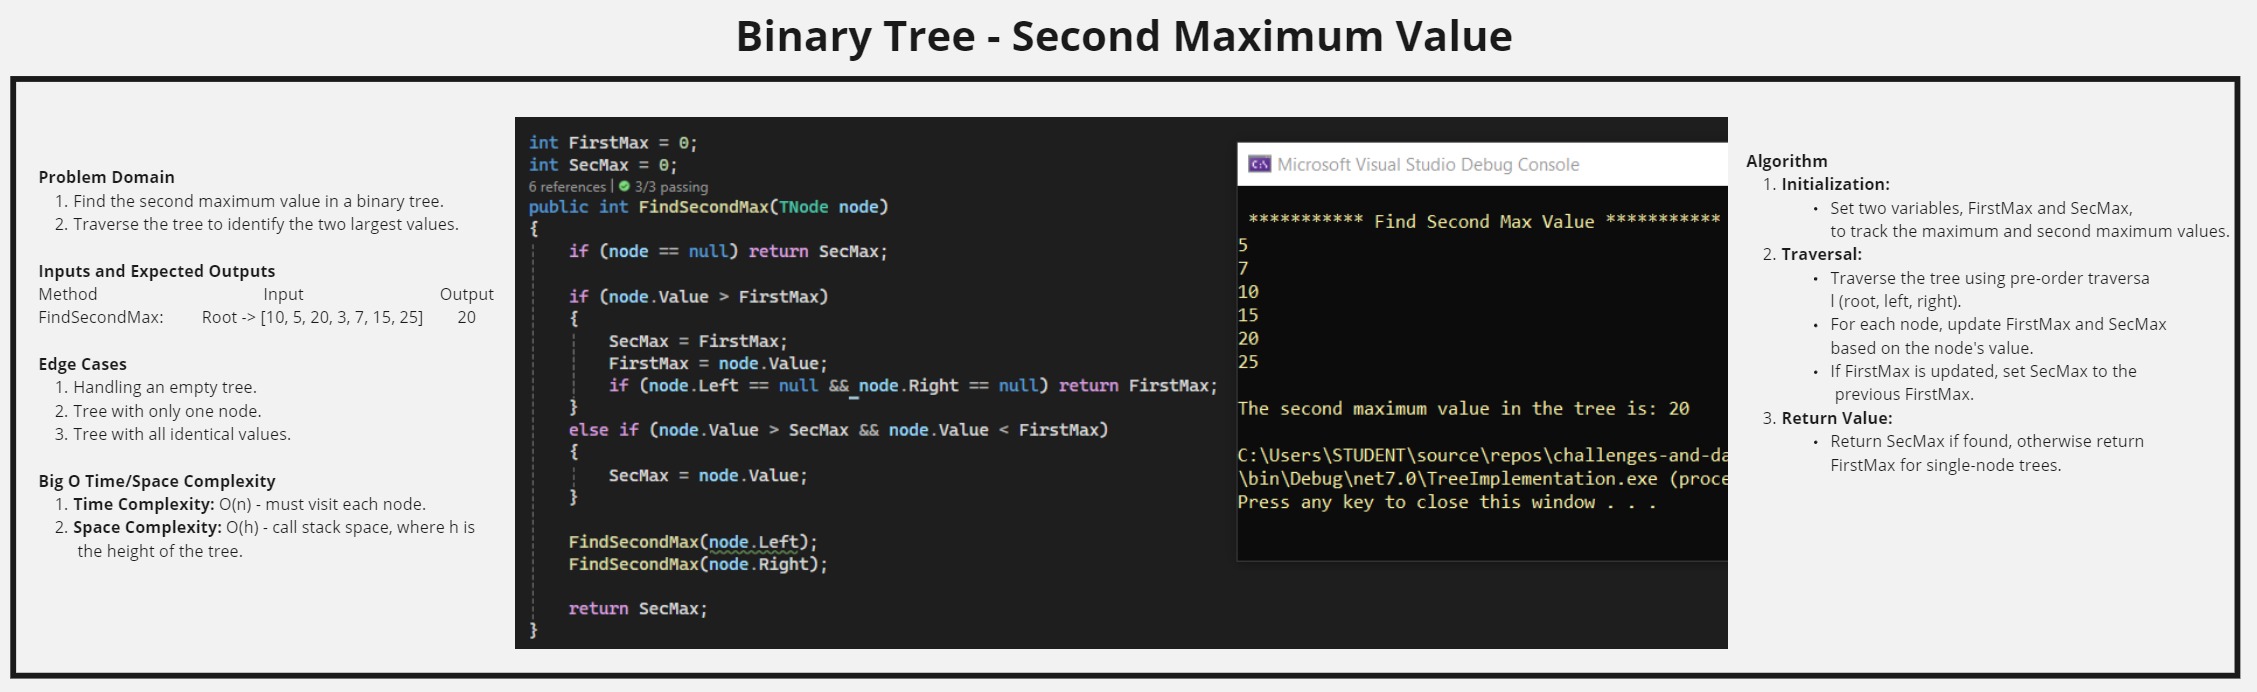 Binary Tree - Second Maximum Value
Problem Domain
1. Find the second maximum value in a binary tree.
2. Traverse the tree to identify the two largest values.
Inputs and Expected Outputs
Method Input Output
FindSecondMax: Root -> [10, 5, 20, 3, 7, 15, 25] 20
Edge Cases
1. Handling an empty tree.
2. Tree with only one node.
3. Tree with all identical values.
Big O Time/Space Complexity
1. Time Complexity: O(n) - must visit each node.
2. Space Complexity: O(h) - call stack space, where h is
the height of the tree.
int FirstMax = 0;
int SecMax = 0;
6 references | 3/3 passing
public int FindSecondMax(TNode node)
{
if (node == null) return SecMax;
if (node.Value > FirstMax)
{
SecMax = FirstMax;
FirstMax = node.Value;
if (node.Left == null && node.Right == null) return FirstMax;
}
else if (node.Value > SecMax && node.Value < FirstMax)
{
SecMax = node.Value;
}
FindSecondMax(node.Left);
FindSecondMax(node.Right);
return SecMax;
}
C:\ Microsoft Visual Studio Debug Console
*********** Find Second Max Value ***********
5
7
10
15
20
25
The second maximum value in the tree is: 20
C:\Users\STUDENT\source\repos\challenges-and-da
\bin\Debug\net7.0\TreeImplementation.exe (proce
Press any key to close this window . . .
Algorithm
1. Initialization:
• Set two variables, FirstMax and SecMax,
to track the maximum and second maximum values.
2. Traversal:
• Traverse the tree using pre-order traversa
l (root, left, right).
• For each node, update FirstMax and SecMax
based on the node's value.
• If FirstMax is updated, set SecMax to the
previous FirstMax.
3. Return Value:
• Return SecMax if found, otherwise return
FirstMax for single-node trees.